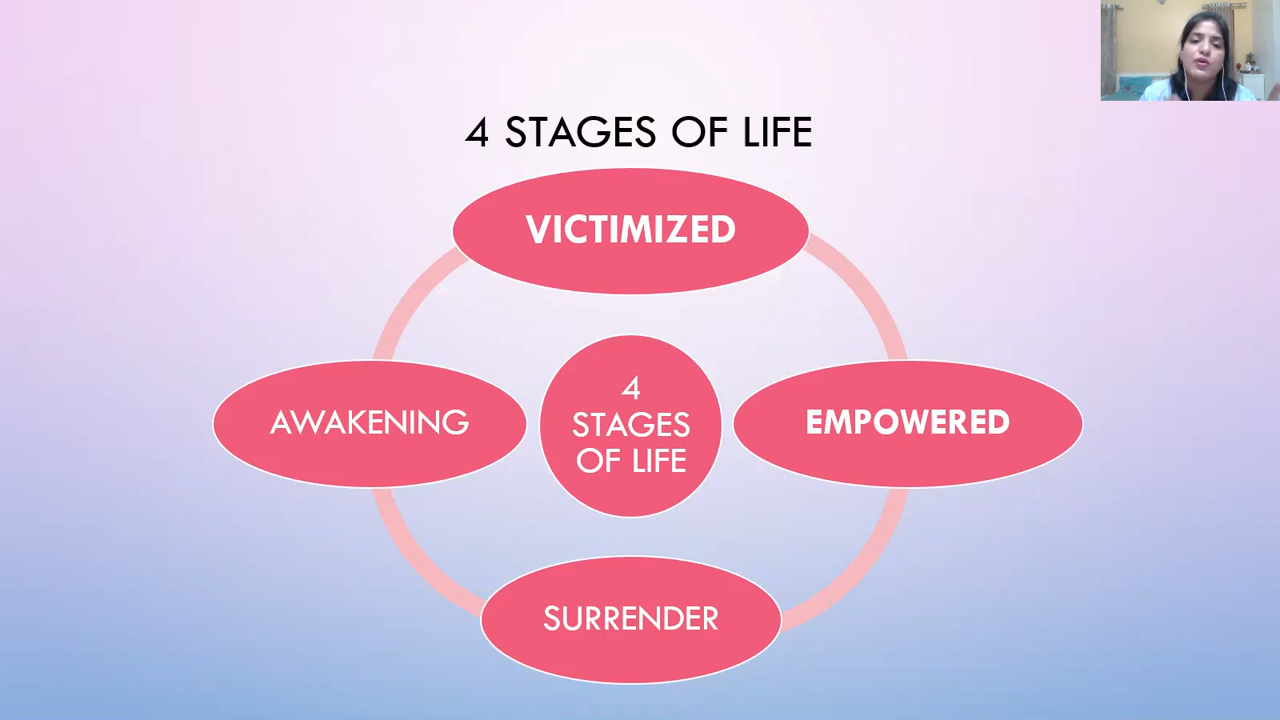 4 STAGES OF LIFE
VICTIMIZED
AWAKENING
4
STAGES
OF LIFE
EMPOWERED
SURRENDER